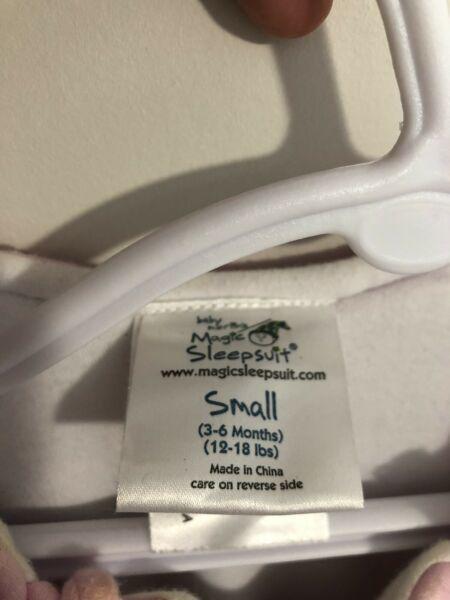 baby merlin's
Magic
Sleepsuit®
www.magicsleepsuit.com
Small
(3-6 Months)
(12-18 lbs)
Made in China
care on reverse side